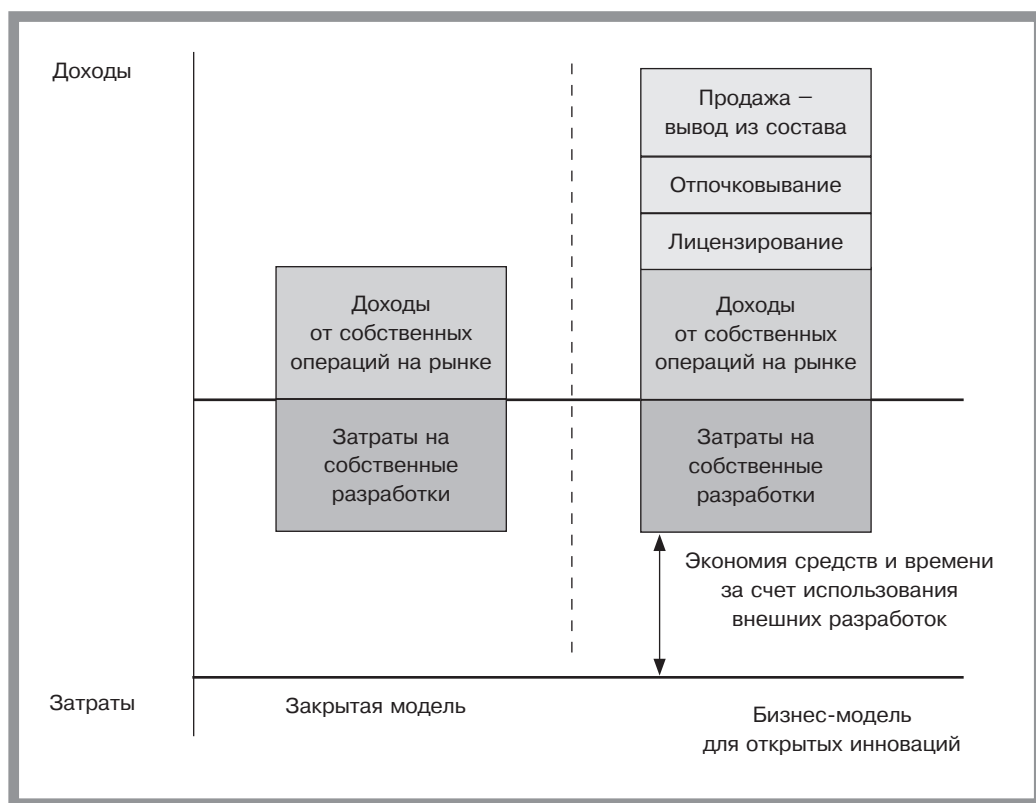 Доходы
Продажа –
вывод из состава
Отпочковывание
Лицензирование
Доходы
от собственных
операций на рынке
Доходы
от собственных
операций на рынке
Затраты на
собственные
разработки
Затраты на
собственные
разработки
Экономия средств и времени
за счет использования
внешних разработок
Затраты
Закрытая модель
Бизнес-модель
для открытых инноваций